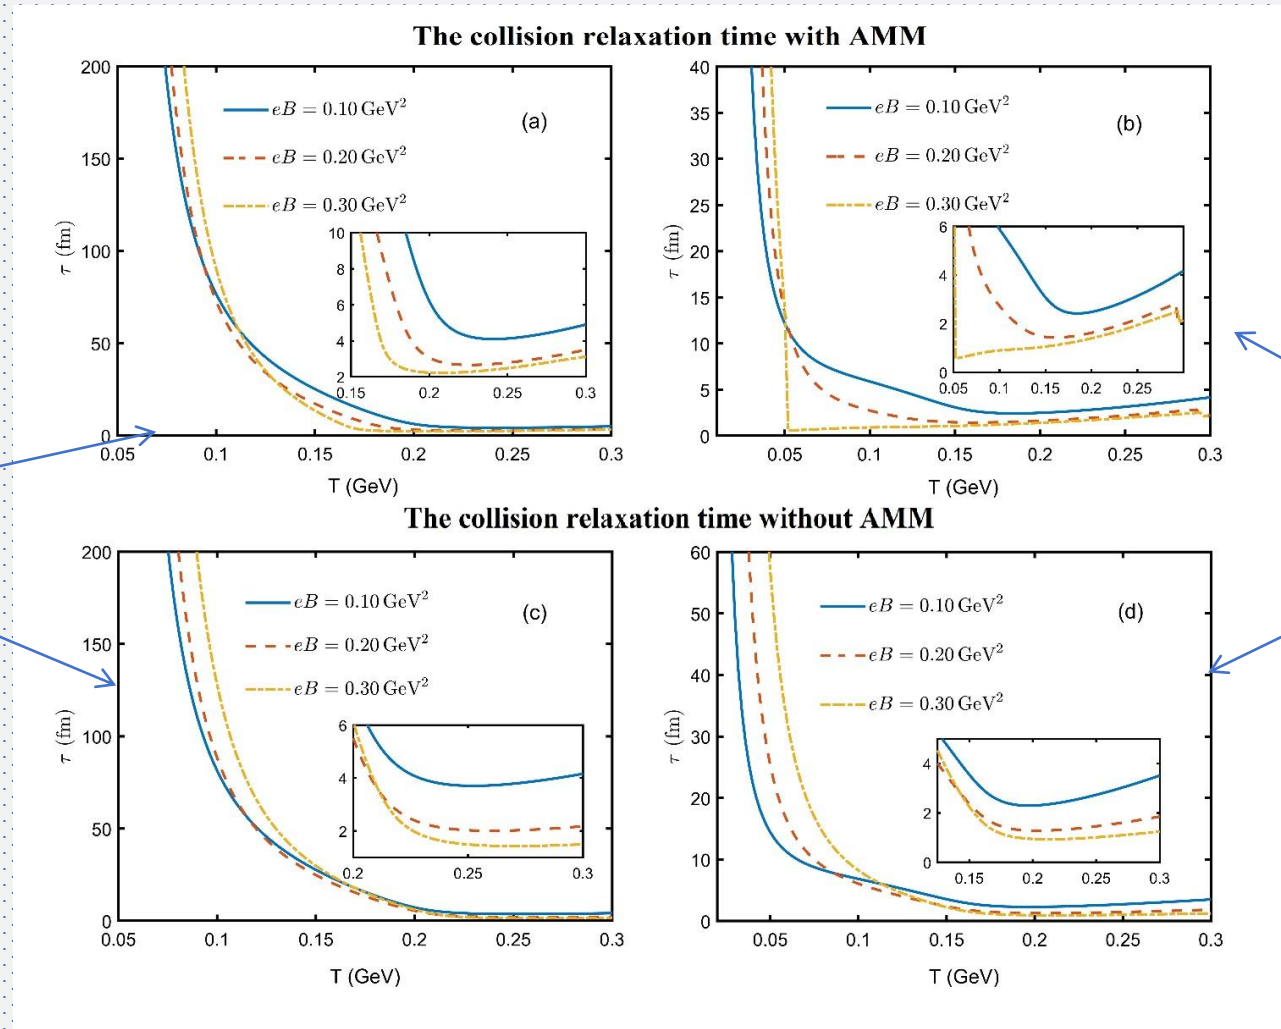 The collision relaxation time with AMM
200
150
100
50
0
τ (fm)
eB = 0.10 GeV²
eB = 0.20 GeV²
eB = 0.30 GeV²
(a)
10
8
6
4
2
0.15 0.2 0.25 0.3
0.05 0.1 0.15 0.2 0.25 0.3
T (GeV)
40
35
30
25
20
15
10
5
0
τ (fm)
eB = 0.10 GeV²
eB = 0.20 GeV²
eB = 0.30 GeV²
(b)
6
4
2
0
0.05 0.1 0.15 0.2 0.25
0.05 0.1 0.15 0.2 0.25 0.3
T (GeV)
The collision relaxation time without AMM
200
150
100
50
0
τ (fm)
eB = 0.10 GeV²
eB = 0.20 GeV²
eB = 0.30 GeV²
(c)
6
4
2
0.2 0.25 0.3
0.05 0.1 0.15 0.2 0.25 0.3
T (GeV)
60
50
40
30
20
10
0
τ (fm)
eB = 0.10 GeV²
eB = 0.20 GeV²
eB = 0.30 GeV²
(d)
4
2
0
0.15 0.2 0.25 0.3
0.05 0.1 0.15 0.2 0.25 0.3
T (GeV)